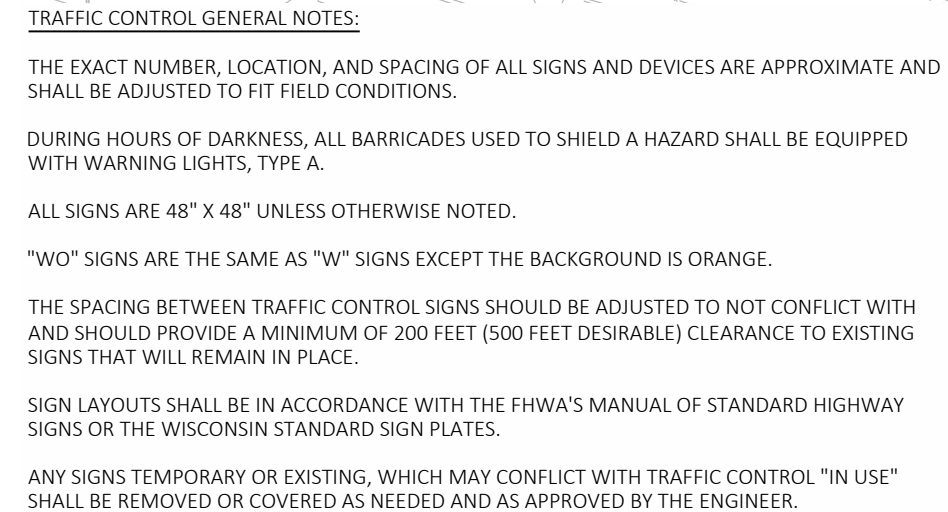 TRAFFIC CONTROL GENERAL NOTES:
THE EXACT NUMBER, LOCATION, AND SPACING OF ALL SIGNS AND DEVICES ARE APPROXIMATE AND
SHALL BE ADJUSTED TO FIT FIELD CONDITIONS.
DURING HOURS OF DARKNESS, ALL BARRICADES USED TO SHIELD A HAZARD SHALL BE EQUIPPED
WITH WARNING LIGHTS, TYPE A.
ALL SIGNS ARE 48" X 48" UNLESS OTHERWISE NOTED.
"WO" SIGNS ARE THE SAME AS "W" SIGNS EXCEPT THE BACKGROUND IS ORANGE.
THE SPACING BETWEEN TRAFFIC CONTROL SIGNS SHOULD BE ADJUSTED TO NOT CONFLICT WITH
AND SHOULD PROVIDE A MINIMUM OF 200 FEET (500 FEET DESIRABLE) CLEARANCE TO EXISTING
SIGNS THAT WILL REMAIN IN PLACE.
SIGN LAYOUTS SHALL BE IN ACCORDANCE WITH THE FHWA'S MANUAL OF STANDARD HIGHWAY
SIGNS OR THE WISCONSIN STANDARD SIGN PLATES.
ANY SIGNS TEMPORARY OR EXISTING, WHICH MAY CONFLICT WITH TRAFFIC CONTROL "IN USE"
SHALL BE REMOVED OR COVERED AS NEEDED AND AS APPROVED BY THE ENGINEER.